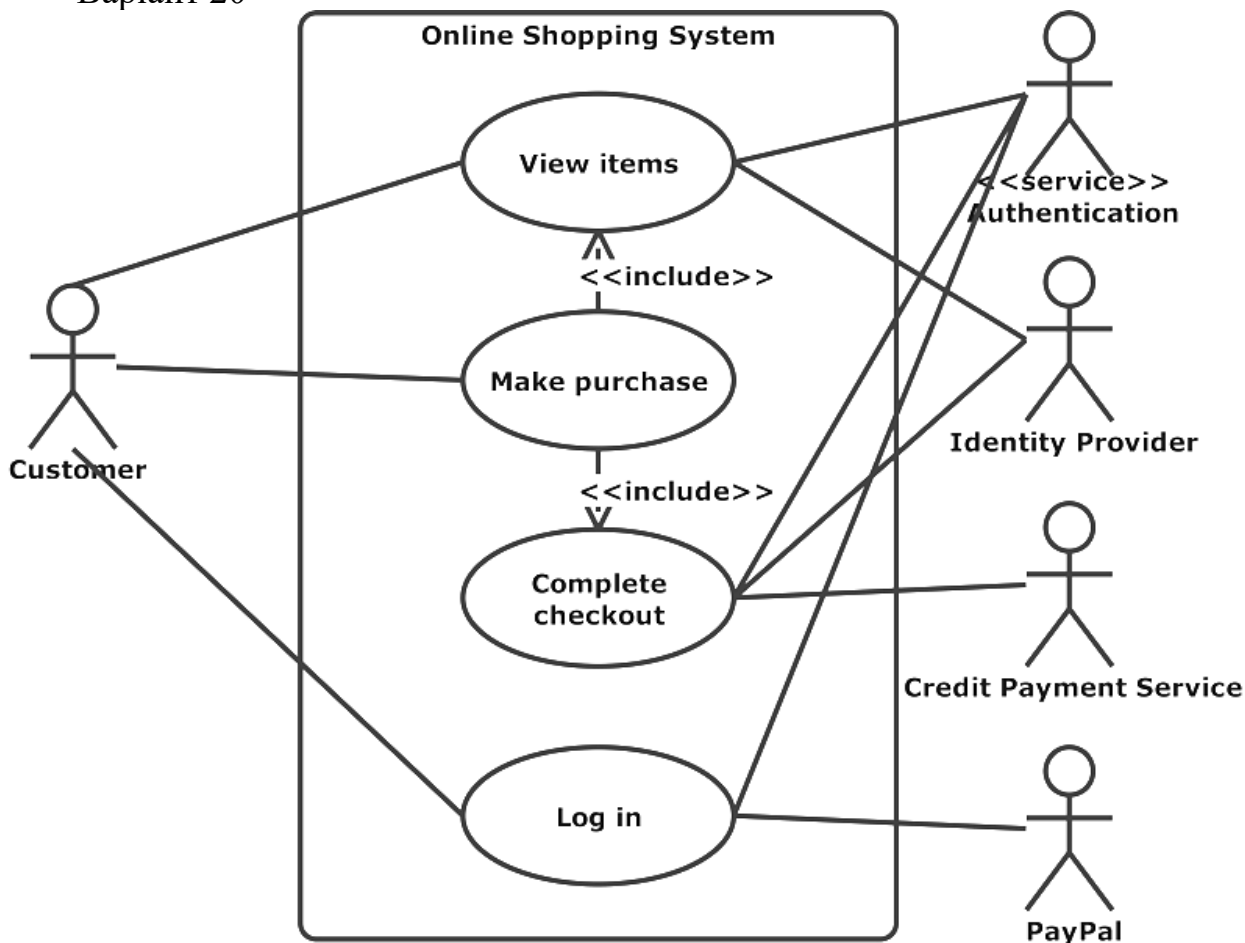 Online Shopping System
View items
<<include>>
Make purchase
<<include>>
Complete
checkout
Log in
Customer
<<service>>
Authentication
Identity Provider
Credit Payment Service
PayPal